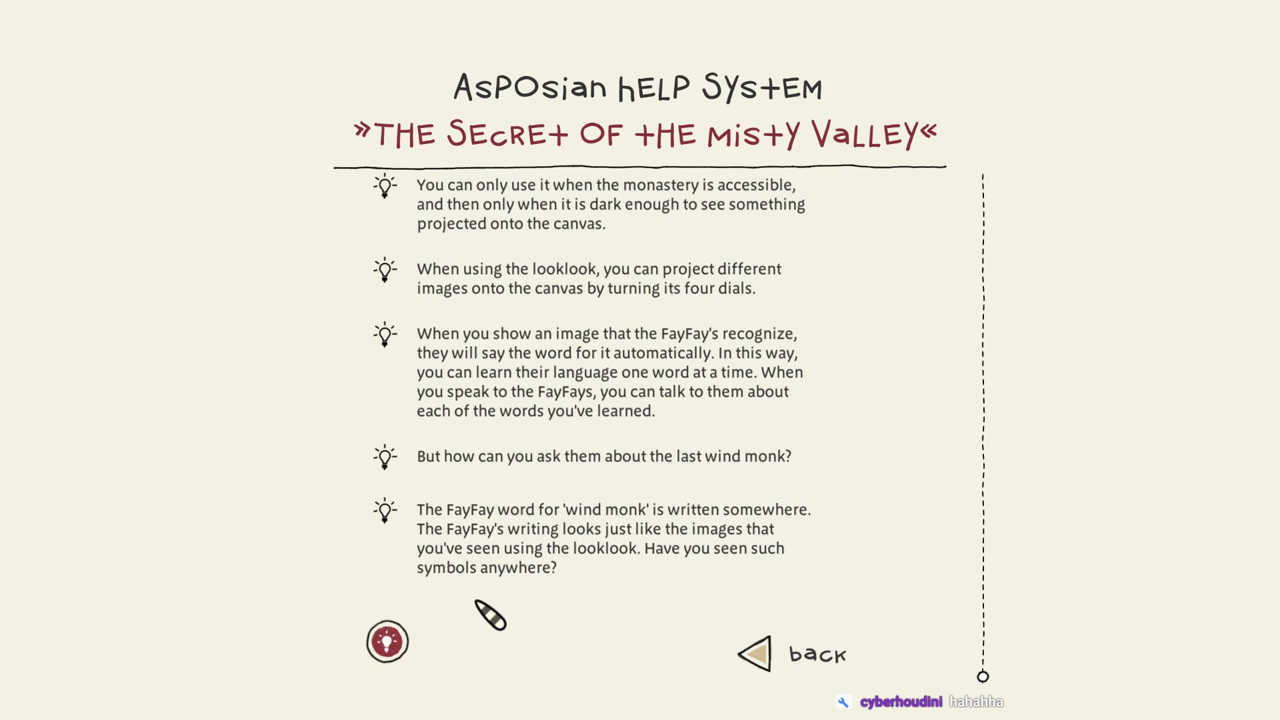 AsPOsian hELP SYstEM
»THE SEcREt OF tHE MistY VaLLEY«
You can only use it when the monastery is accessible,
and then only when it is dark enough to see something
projected onto the canvas.
When using the looklook, you can project different
images onto the canvas by turning its four dials.
When you show an image that the FayFay's recognize,
they will say the word for it automatically. In this way,
you can learn their language one word at a time. When
you speak to the FayFays, you can talk to them about
each of the words you've learned.
But how can you ask them about the last wind monk?
The FayFay word for 'wind monk' is written somewhere.
The FayFay's writing looks just like the images that
you've seen using the looklook. Have you seen such
symbols anywhere?
back
cyberhoudini hahahha